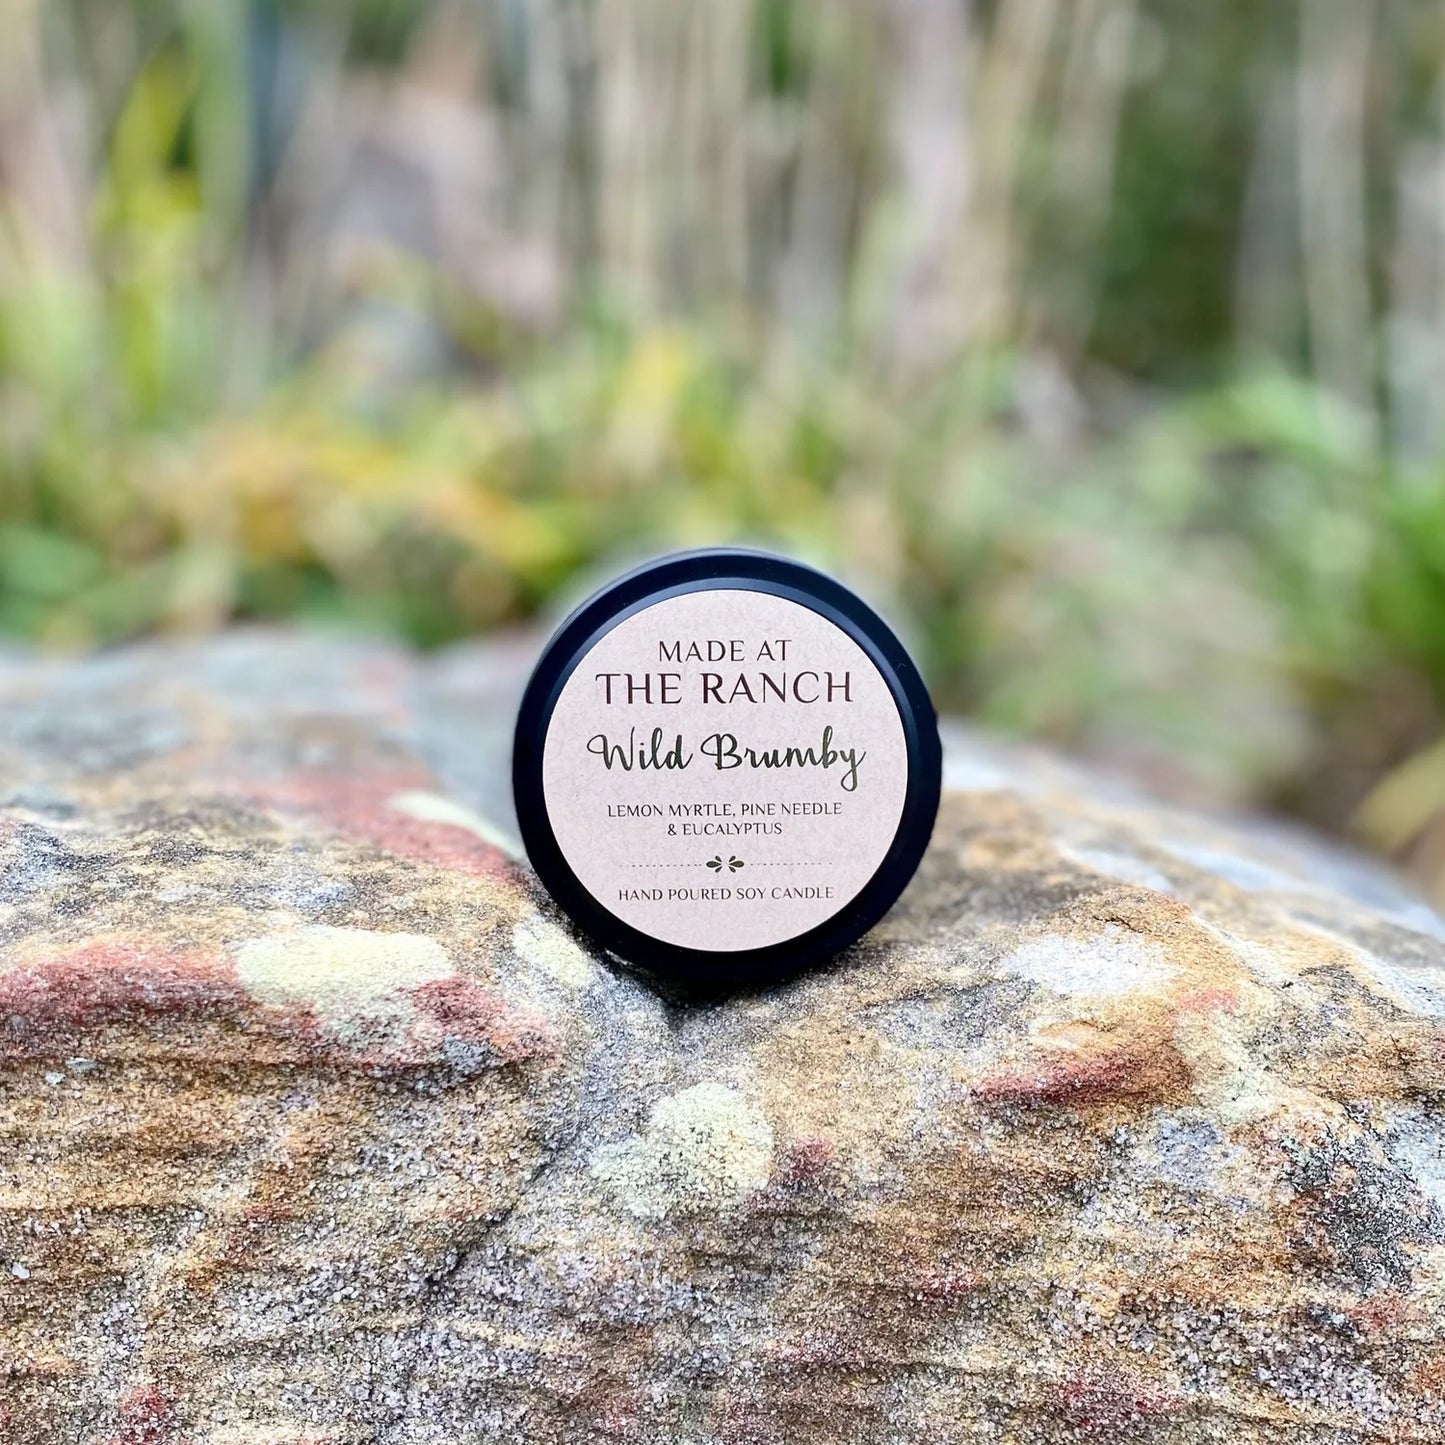 MADE AT
THE RANCH
Wild Brumby
LEMON MYRTLE, PINE NEEDLE
& EUCALYPTUS
HAND POURED SOY CANDLE